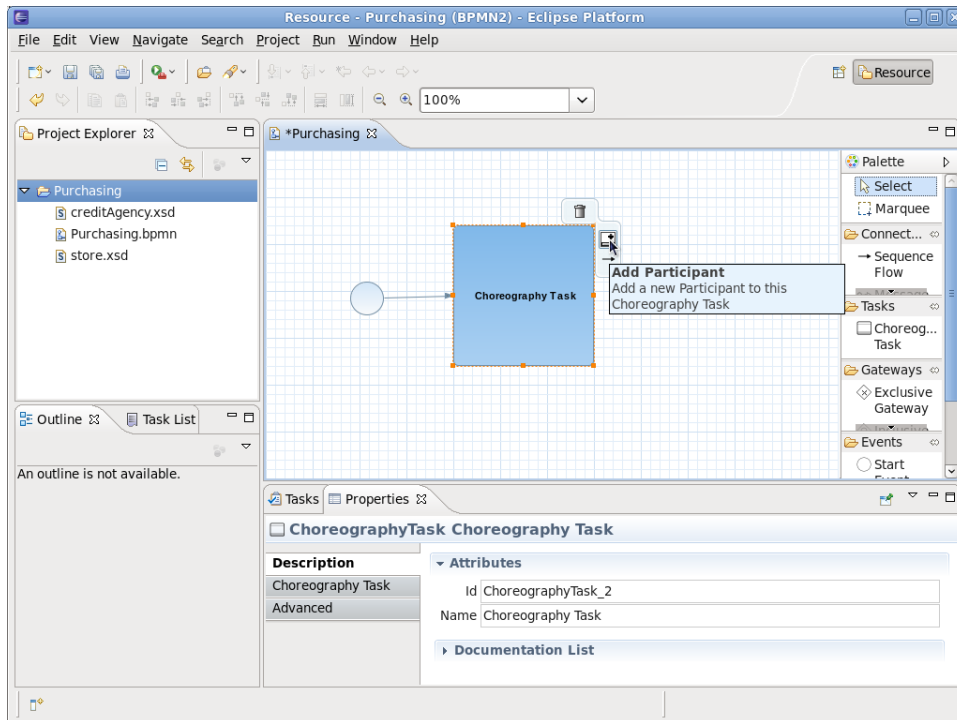 Resource - Purchasing (BPMN2) - Eclipse Platform
File Edit View Navigate Search Project Run Window Help
Resource
100%
Project Explorer
*Purchasing
Palette
Purchasing
creditAgency.xsd
Purchasing.bpmn
store.xsd
Select
Marquee
Connect...
Sequence
Flow
Tasks
Choreog...
Task
Gateways
Exclusive
Gateway
Events
Start
Event
Choreography Task
Add Participant
Add a new Participant to this
Choreography Task
Outline Task List
An outline is not available.
Tasks Properties
ChoreographyTask Choreography Task
Description
Choreography Task
Advanced
Attributes
Id ChoreographyTask_2
Name Choreography Task
Documentation List